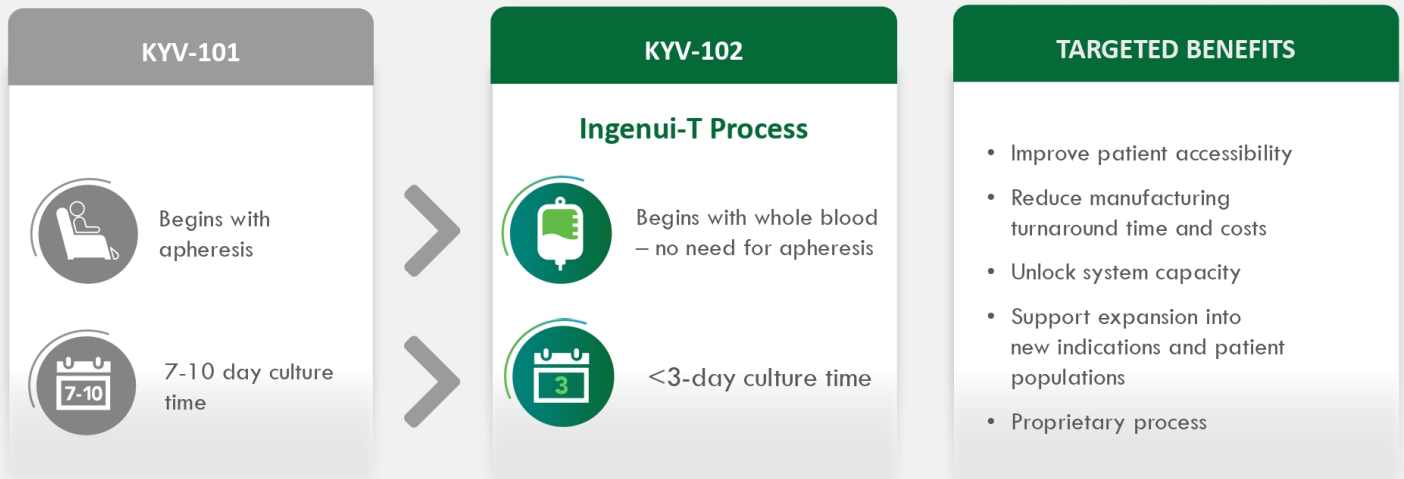 KYV-101
Begins with
apheresis
7-10
7-10 day culture
time
KYV-102
Ingenui-T Process
Begins with whole blood
– no need for apheresis
3
<3-day culture time
TARGETED BENEFITS
• Improve patient accessibility
• Reduce manufacturing
turnaround time and costs
• Unlock system capacity
• Support expansion into
new indications and patient
populations
• Proprietary process